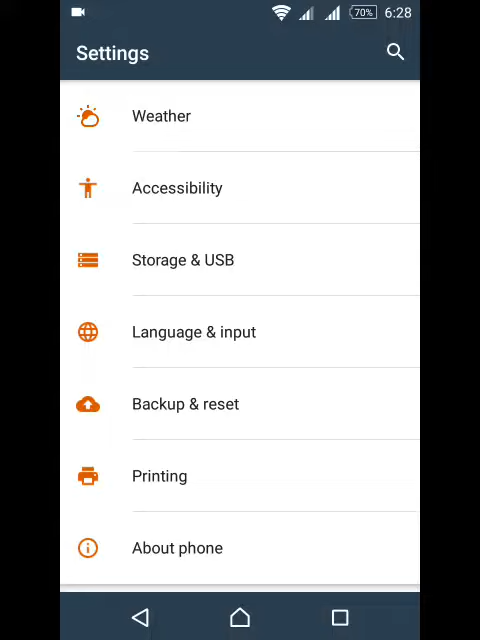 70% 6:28
Settings
Weather
Accessibility
Storage & USB
Language & input
Backup & reset
Printing
About phone